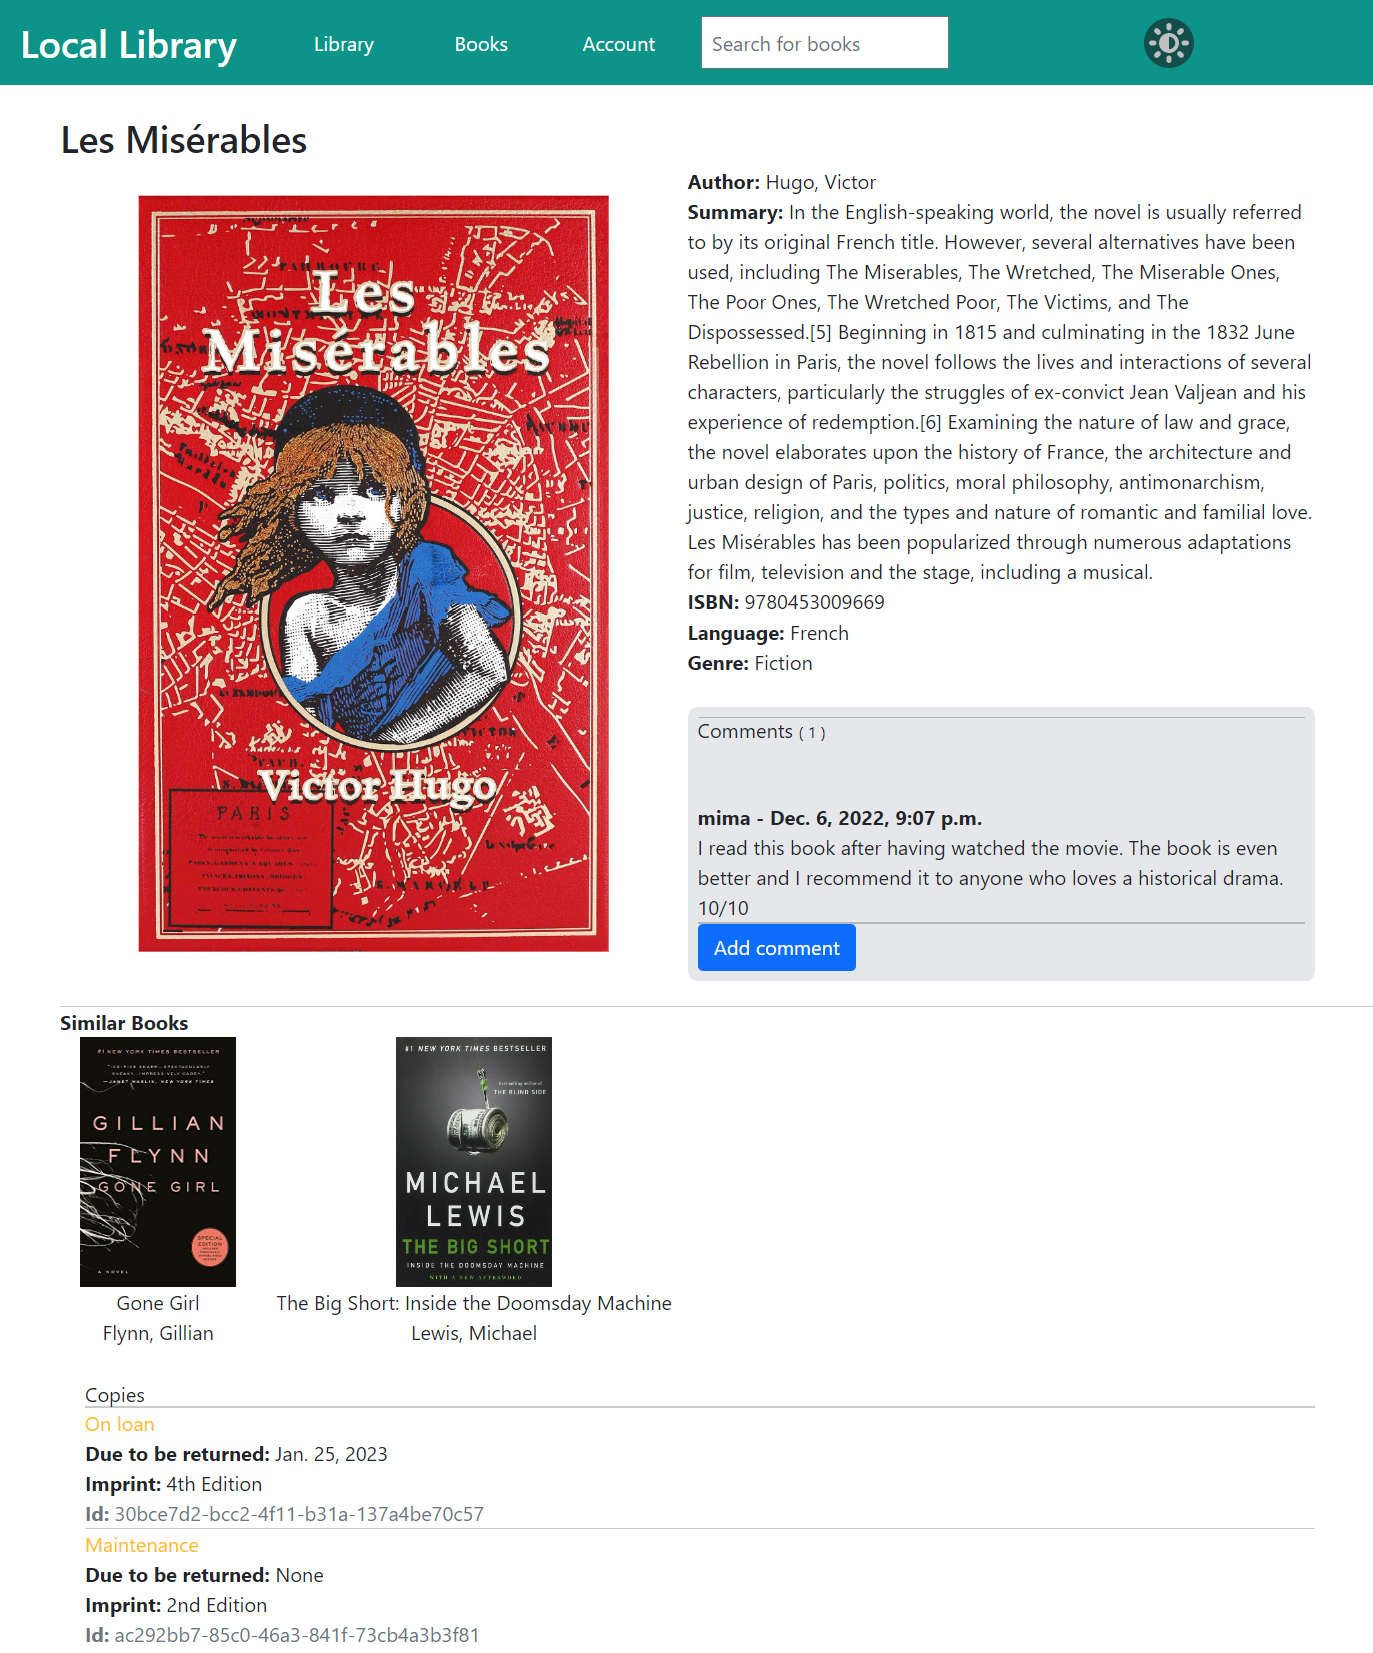 Local Library
Library
Books
Account
Search for books
Les Misérables
Les
Misérables
Victor Hugo
PARIS
Author: Hugo, Victor
Summary: In the English-speaking world, the novel is usually referred
to by its original French title. However, several alternatives have been
used, including The Miserables, The Wretched, The Miserable Ones,
The Poor Ones, The Wretched Poor, The Victims, and The
Dispossessed.[5] Beginning in 1815 and culminating in the 1832 June
Rebellion in Paris, the novel follows the lives and interactions of several
characters, particularly the struggles of ex-convict Jean Valjean and his
experience of redemption.[6] Examining the nature of law and grace,
the novel elaborates upon the history of France, the architecture and
urban design of Paris, politics, moral philosophy, antimonarchism,
justice, religion, and the types and nature of romantic and familial love.
Les Misérables has been popularized through numerous adaptations
for film, television and the stage, including a musical.
ISBN: 9780453009669
Language: French
Genre: Fiction
Comments ( 1 )
mima - Dec. 6, 2022, 9:07 p.m.
I read this book after having watched the movie. The book is even
better and I recommend it to anyone who loves a historical drama.
10/10
Add comment
Similar Books
#1 NEW YORK TIMES BESTSELLER
—JANET MASLIN, NEW YORK TIMES
GILLIAN
FLYNN
GONE GIRL
SPECIAL
EDITION
A NOVEL
Gone Girl
Flynn, Gillian
#1 NEW YORK TIMES BESTSELLER
best-selling author of
THE BLIND SIDE
MICHAEL
LEWIS
THE BIG SHORT
INSIDE THE DOOMSDAY MACHINE
WITH A NEW AFTERWORD
The Big Short: Inside the Doomsday Machine
Lewis, Michael
Copies
On loan
Due to be returned: Jan. 25, 2023
Imprint: 4th Edition
Id: 30bce7d2-bcc2-4f11-b31a-137a4be70c57
Maintenance
Due to be returned: None
Imprint: 2nd Edition
Id: ac292bb7-85c0-46a3-841f-73cb4a3b3f81